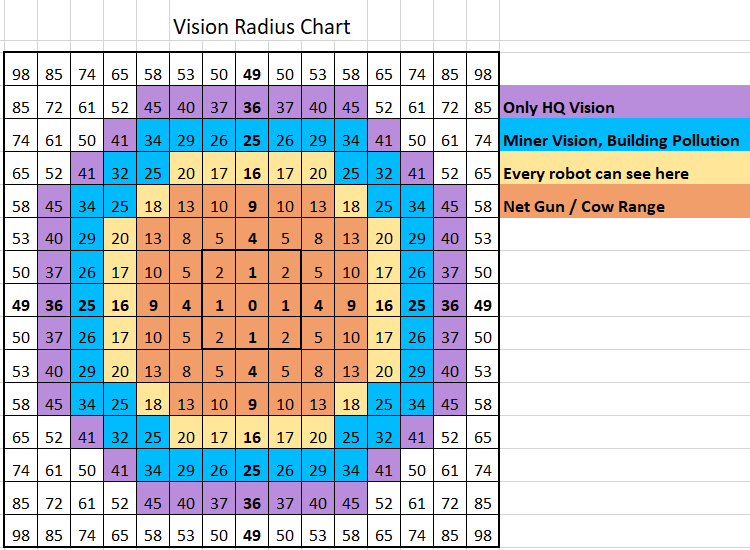 Vision Radius Chart
98 85 74 65 58 53 50 49 50 53 58 65 74 85 98
85 72 61 52 45 40 37 36 37 40 45 52 61 72 85 Only HQ Vision
74 61 50 41 34 29 26 25 26 29 34 41 50 61 74 Miner Vision, Building Pollution
65 52 41 32 25 20 17 16 17 20 25 32 41 52 65 Every robot can see here
58 45 34 25 18 13 10 9 10 13 18 25 34 45 58 Net Gun / Cow Range
53 40 29 20 13 8 5 4 5 8 13 20 29 40 53
50 37 26 17 10 5 2 1 2 5 10 17 26 37 50
49 36 25 16 9 4 1 0 1 4 9 16 25 36 49
50 37 26 17 10 5 2 1 2 5 10 17 26 37 50
53 40 29 20 13 8 5 4 5 8 13 20 29 40 53
58 45 34 25 18 13 10 9 10 13 18 25 34 45 58
65 52 41 32 25 20 17 16 17 20 25 32 41 52 65
74 61 50 41 34 29 26 25 26 29 34 41 50 61 74
85 72 61 52 45 40 37 36 37 40 45 52 61 72 85
98 85 74 65 58 53 50 49 50 53 58 65 74 85 98